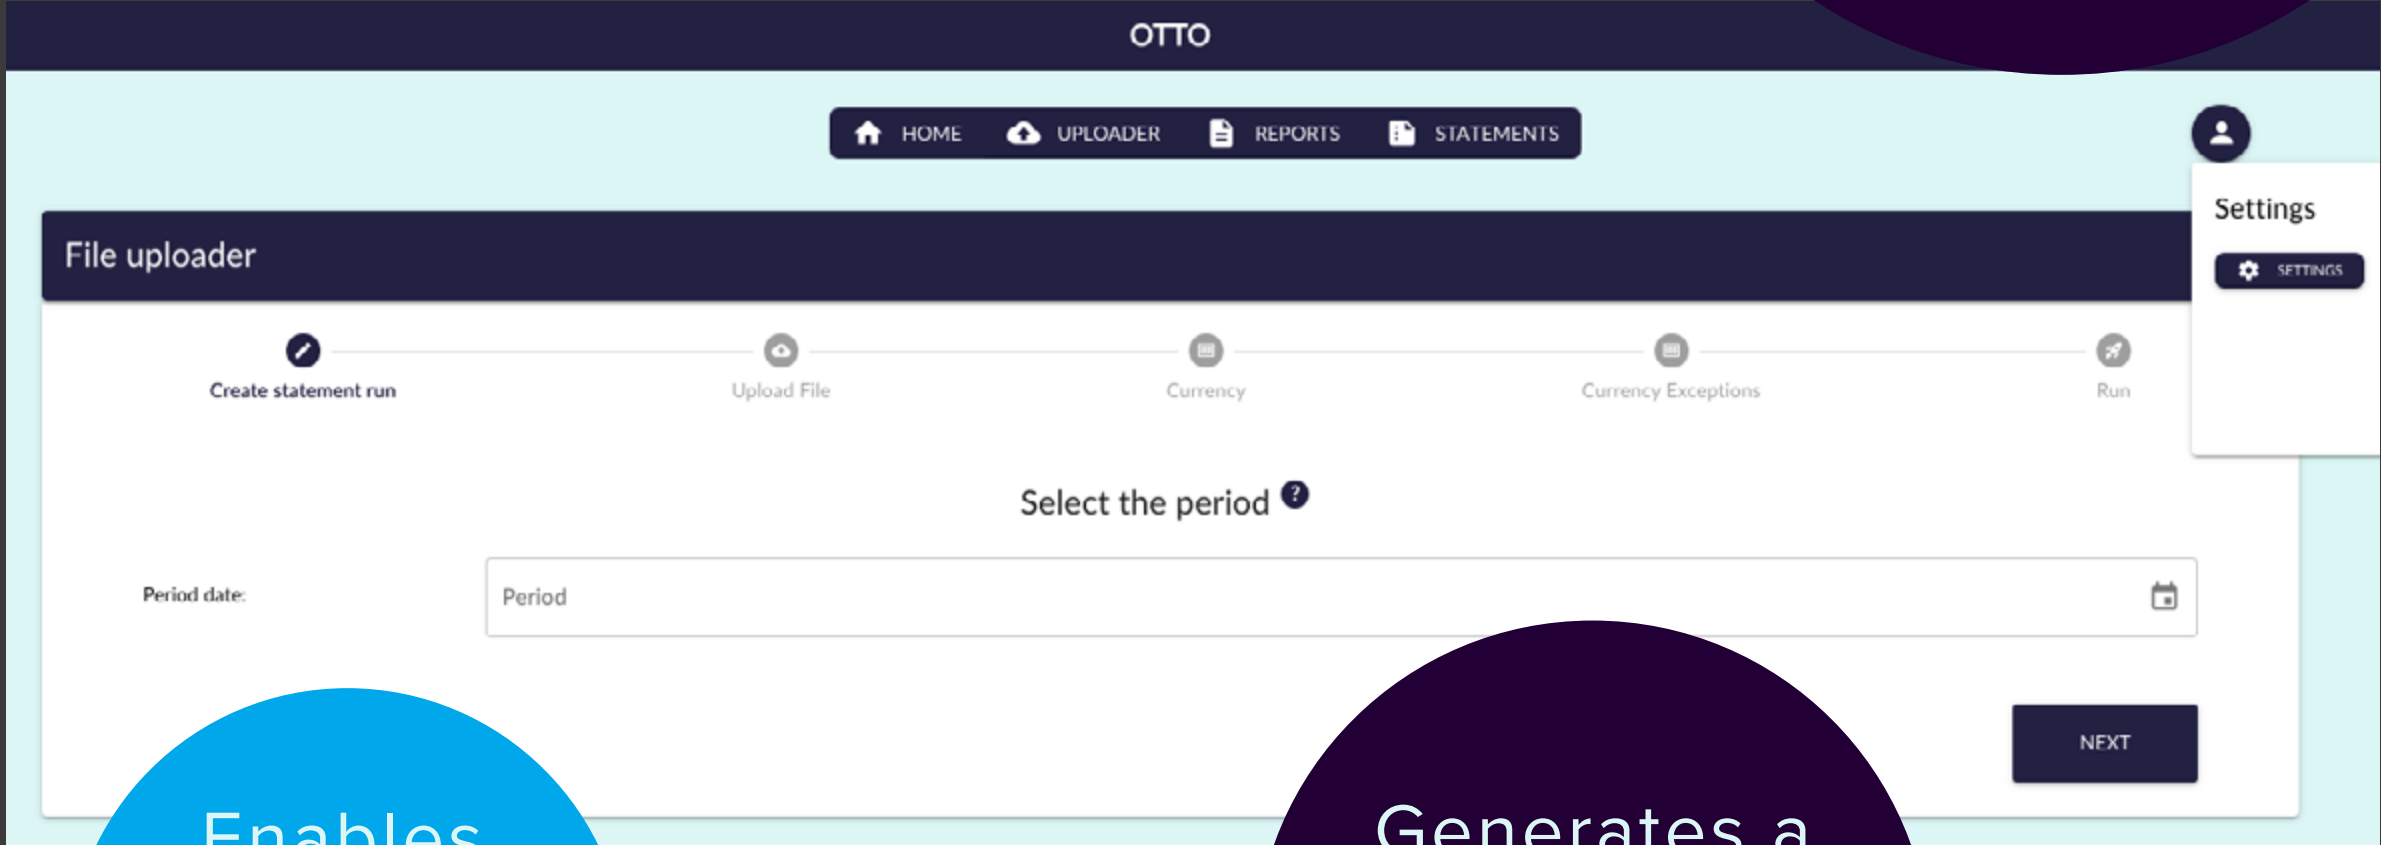 OTTO
HOME UPLOADER REPORTS STATEMENTS
Settings
SETTINGS
File uploader
Create statement run Upload File Currency Currency Exceptions Run
Select the period ?
Period date: Period
NEXT
Enables
Generates a